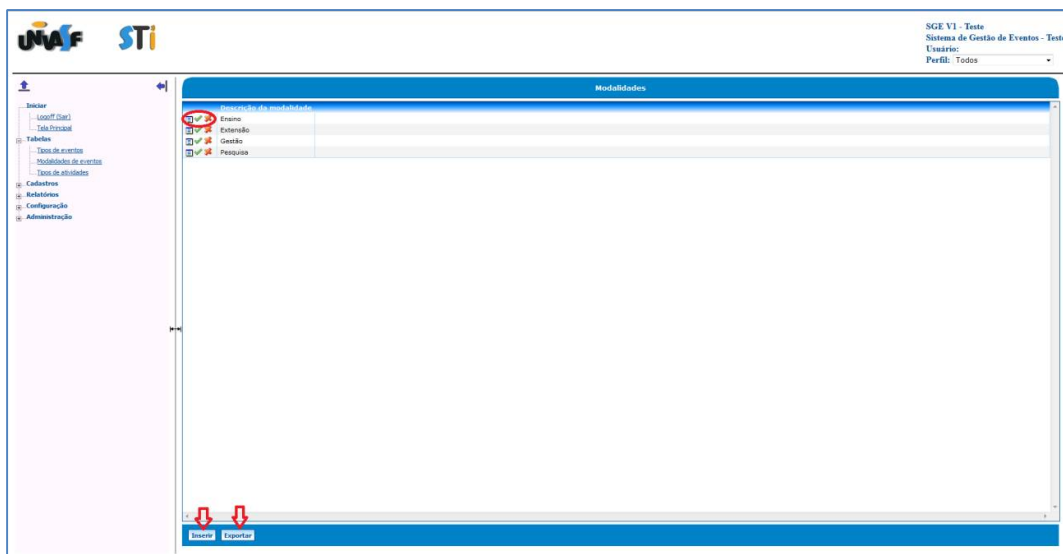 UNIVASF STI
SGE V1 - Teste
Sistema de Gestão de Eventos - Teste
Usuário:
Perfil: Todos
Iniciar
Logoff (Sair)
Tela Principal
Tabelas
Tipos de eventos
Modalidades de eventos
Tipos de atividades
Cadastros
Relatórios
Configuração
Administração
Modalidades
Descrição da modalidade
Ensino
Extensão
Gestão
Pesquisa
Inserir Exportar